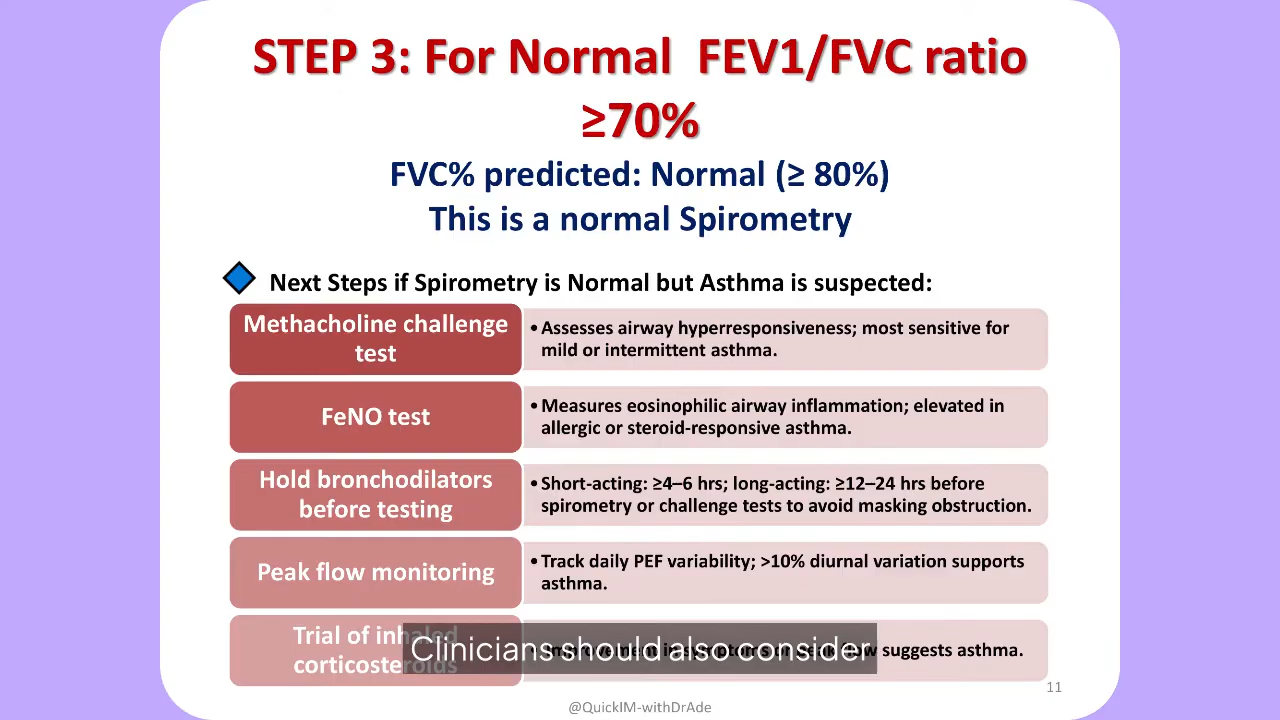 STEP 3: For Normal FEV1/FVC ratio
≥70%
FVC% predicted: Normal (≥ 80%)
This is a normal Spirometry
Next Steps if Spirometry is Normal but Asthma is suspected:
Methacholine challenge
test
•Assesses airway hyperresponsiveness; most sensitive for
mild or intermittent asthma.
FeNO test
•Measures eosinophilic airway inflammation; elevated in
allergic or steroid-responsive asthma.
Hold bronchodilators
before testing
•Short-acting: ≥4–6 hrs; long-acting: ≥12–24 hrs before
spirometry or challenge tests to avoid masking obstruction.
Peak flow monitoring
•Track daily PEF variability; >10% diurnal variation supports
asthma.
Trial of inhaled
corticosteroids
suggests asthma.
Clinicians should also consider
11
@QuickIM-withDrAde